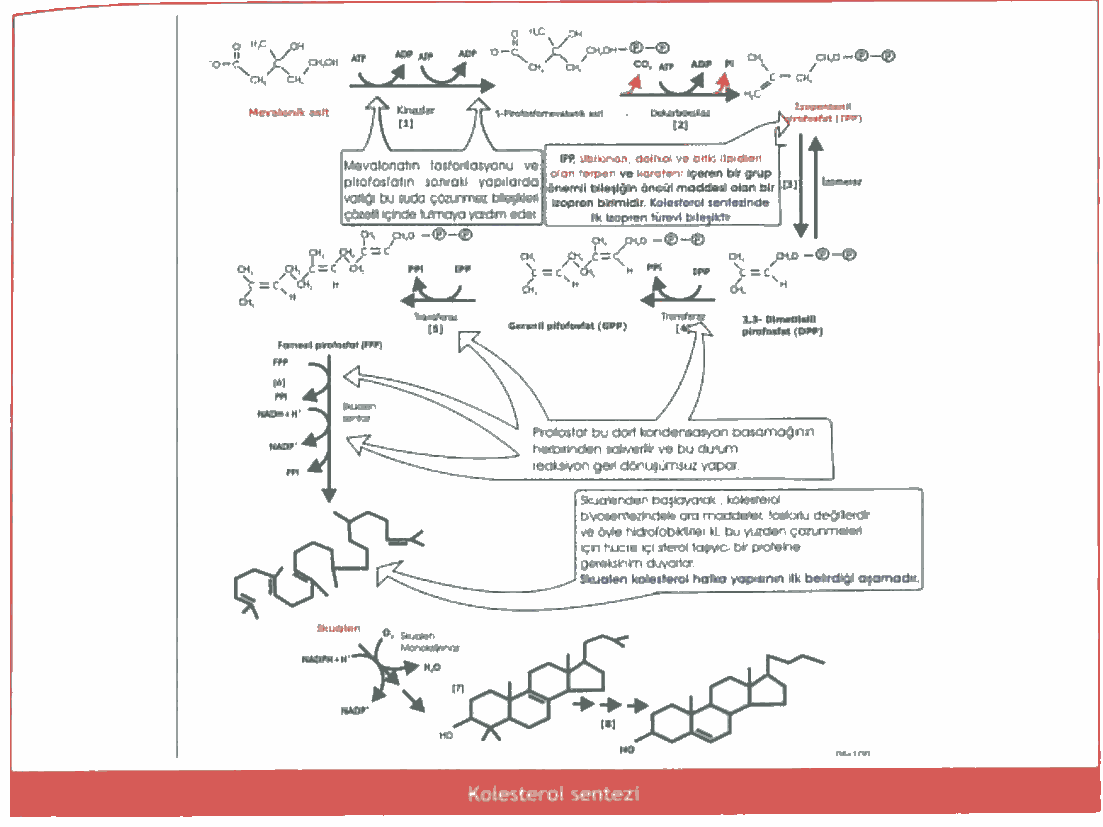 Mevalonik asit
ATP ADP ATP ADP
Kinazlar
[1]
5-Pirofosfomevalonik asit
CO₂ ATP ADP Pi
Dekarboksilaz
[2]
İzopentenil
pirofosfat (IPP)
Mevalonatın fosforilasyonu ve
pirofosfatın sonraki yapılarda
varlığı bu suda çözünmez bileşikleri
çözelti içinde tutmaya yardım eder.
IPP, ubikinon, dolikol ve bitki lipidleri
olan terpen ve karoteni içeren bir grup
önemli bileşiğin öncül maddesi olan bir
izopren birimidir. Kolesterol sentezinde
ilk izopren türevi bileşiktir
[3]
İzomeraz
PPi IPP
Transferaz
[5]
Geranil pirofosfat (GPP)
PPi IPP
Transferaz
[4]
3,3- Dimetilalil
pirofosfat (DPP)
Farnesil pirofosfat (FPP)
FPP
[6]
PPi
NADH+H⁺
Skualen
sentaz
NADP⁺
PPi
Pirofosfat bu dört kondensasyon basamağının
herbirinden salıverilir ve bu durum
reaksiyon geri dönüşümsüz yapar.
Skualenden başlayarak , kolesterol
biyosentezindeki ara maddeler, fosforlu değillerdir
ve öyle hidrofobiktirler ki, bu yüzden çözünmeleri
için hücre içi sterol taşıyıcı bir proteine
gereksinim duyarlar.
Skualen kolesterol halka yapısının ilk belirdiği aşamadır.
Skualen
O₂ Skualen
Monooksijenaz
NADPH+H⁺
H₂O
NADP⁺
[7]
HO
[8]
HO
Kolesterol sentezi